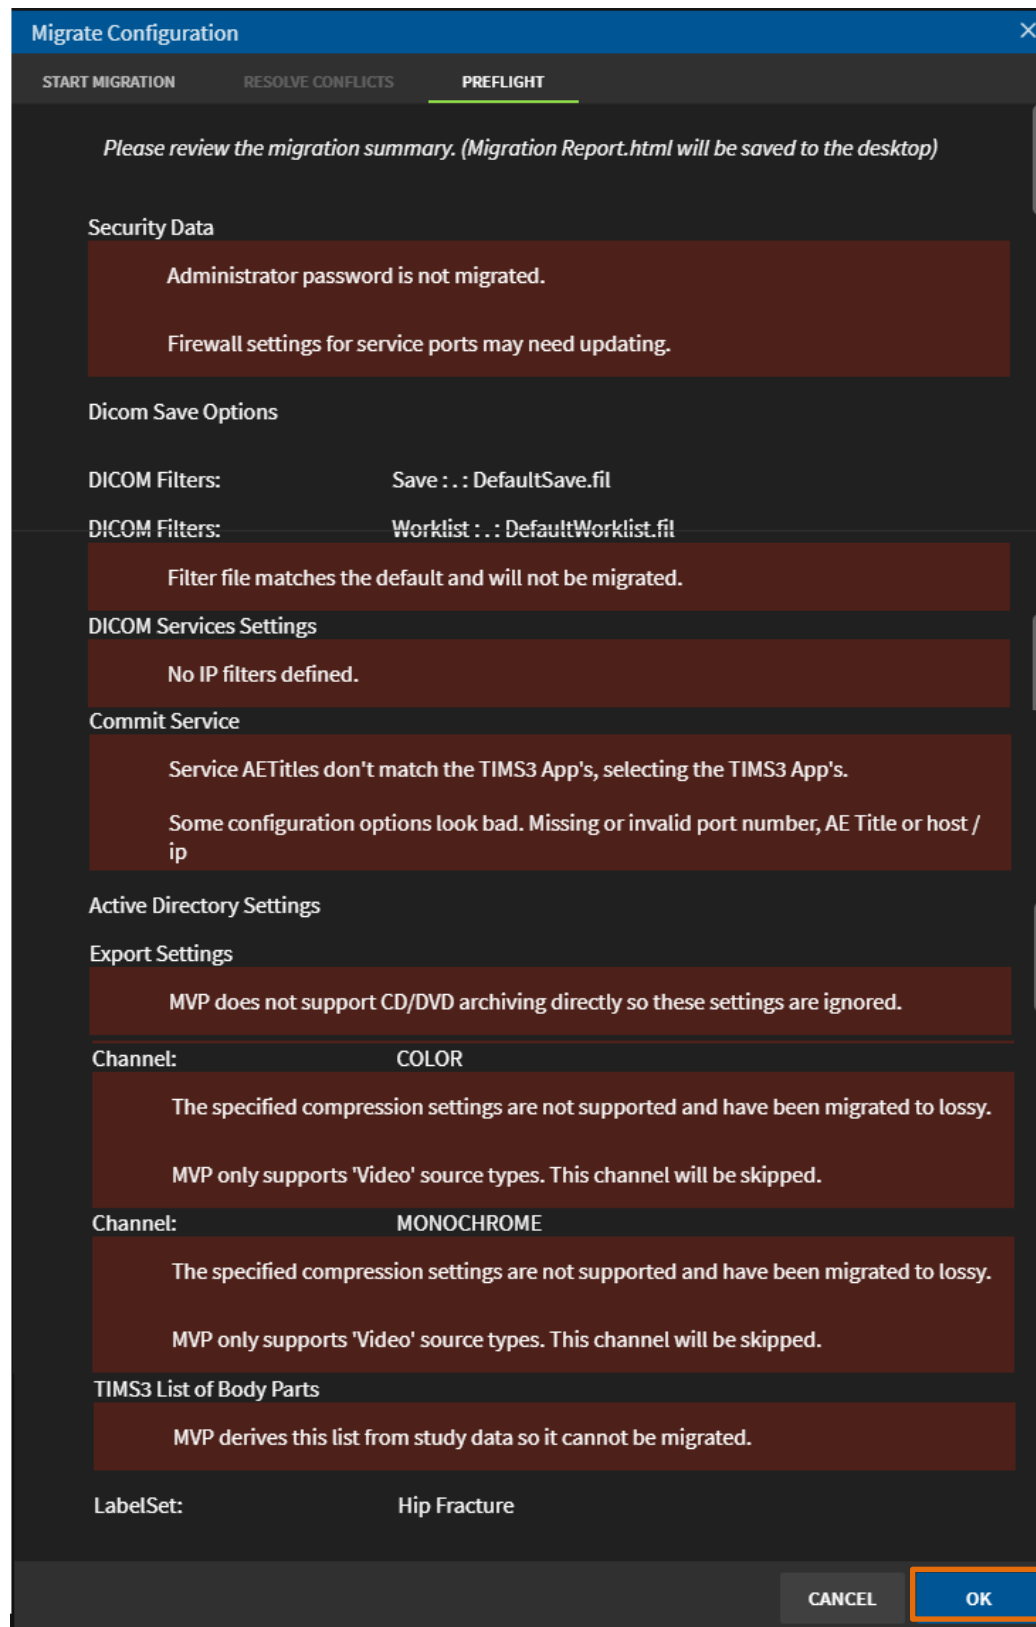 Migrate Configuration
START MIGRATION RESOLVE CONFLICTS PREFLIGHT
Please review the migration summary. (Migration Report.html will be saved to the desktop)
Security Data
Administrator password is not migrated.
Firewall settings for service ports may need updating.
Dicom Save Options
DICOM Filters: Save : . : DefaultSave.fil
DICOM Filters: Worklist : . : DefaultWorklist.fil
Filter file matches the default and will not be migrated.
DICOM Services Settings
No IP filters defined.
Commit Service
Service AETitles don't match the TIMS3 App's, selecting the TIMS3 App's.
Some configuration options look bad. Missing or invalid port number, AE Title or host /
ip
Active Directory Settings
Export Settings
MVP does not support CD/DVD archiving directly so these settings are ignored.
Channel: COLOR
The specified compression settings are not supported and have been migrated to lossy.
MVP only supports 'Video' source types. This channel will be skipped.
Channel: MONOCHROME
The specified compression settings are not supported and have been migrated to lossy.
MVP only supports 'Video' source types. This channel will be skipped.
TIMS3 List of Body Parts
MVP derives this list from study data so it cannot be migrated.
LabelSet: Hip Fracture
CANCEL OK